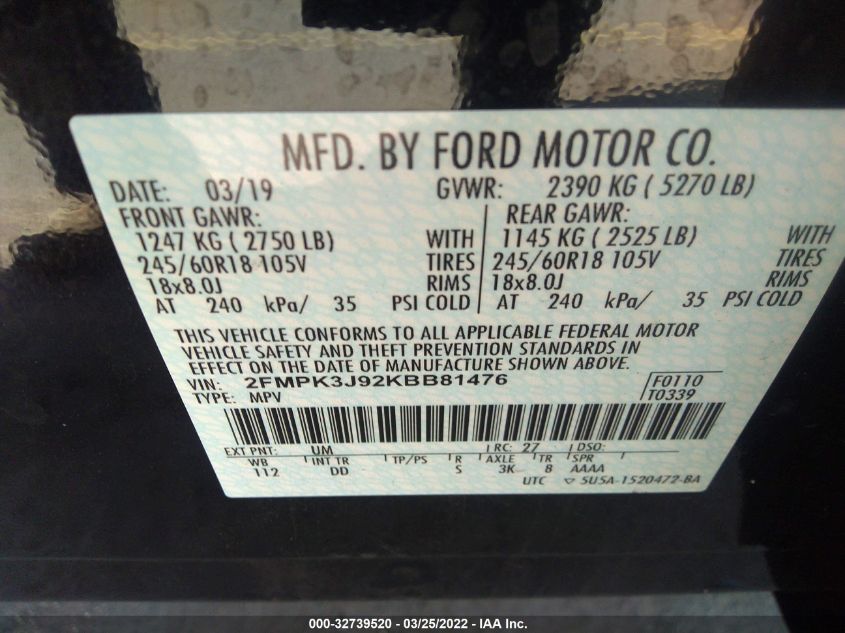 MFD. BY FORD MOTOR CO.
DATE: 03/19 GVWR: 2390 KG ( 5270 LB)
FRONT GAWR: REAR GAWR:
1247 KG ( 2750 LB) WITH 1145 KG ( 2525 LB) WITH
245/60R18 105V TIRES 245/60R18 105V TIRES
18x8.0J RIMS 18x8.0J RIMS
AT 240 kPa/ 35 PSI COLD AT 240 kPa/ 35 PSI COLD
THIS VEHICLE CONFORMS TO ALL APPLICABLE FEDERAL MOTOR
VEHICLE SAFETY AND THEFT PREVENTION STANDARDS IN
EFFECT ON THE DATE OF MANUFACTURE SHOWN ABOVE.
VIN: 2FMPK3J92KBB81476 F0110
TYPE: MPV T0339
EXT PNT: UM RC: 27 DSO:
WB INT TR TP/PS R AXLE TR SPR
112 DD S 3K 8 AAAA
UTC ▽ 5U5A-1520472-BA
000-32739520 - 03/25/2022 - IAA Inc.